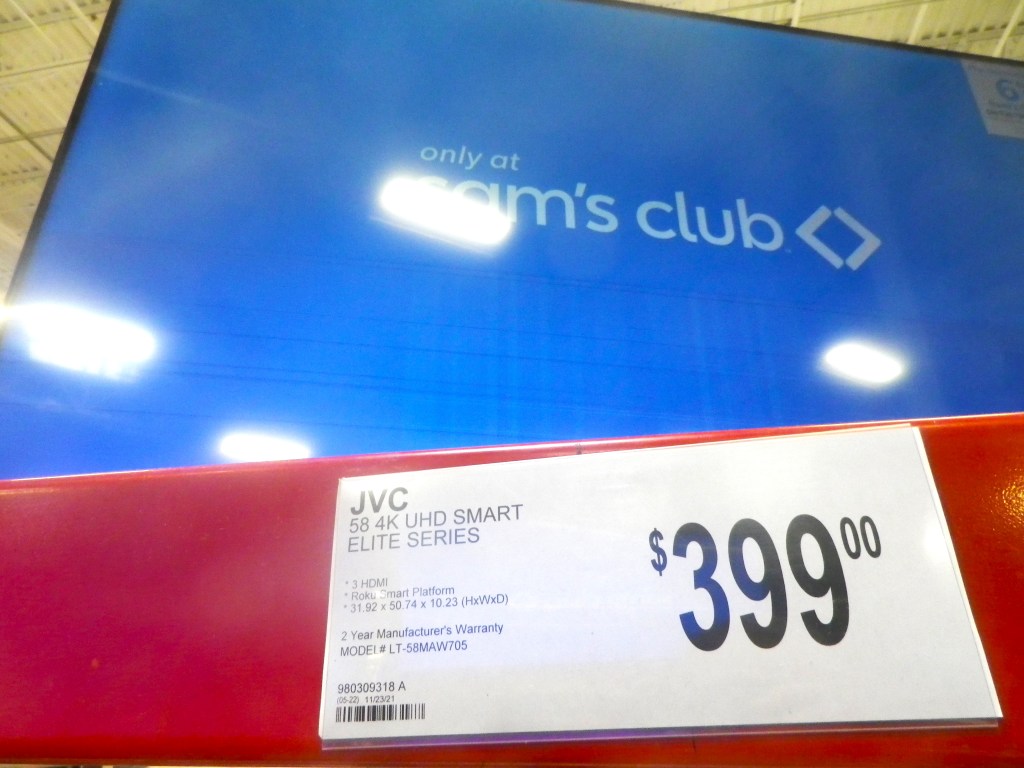 only at
sam's club
JVC
58 4K UHD SMART
ELITE SERIES
* 3 HDMI
* Roku Smart Platform
* 31.92 x 50.74 x 10.23 (HxWxD)
2 Year Manufacturer's Warranty
MODEL# LT-58MAW705
980309318 A
(05-22) 11/23/21
$399 00